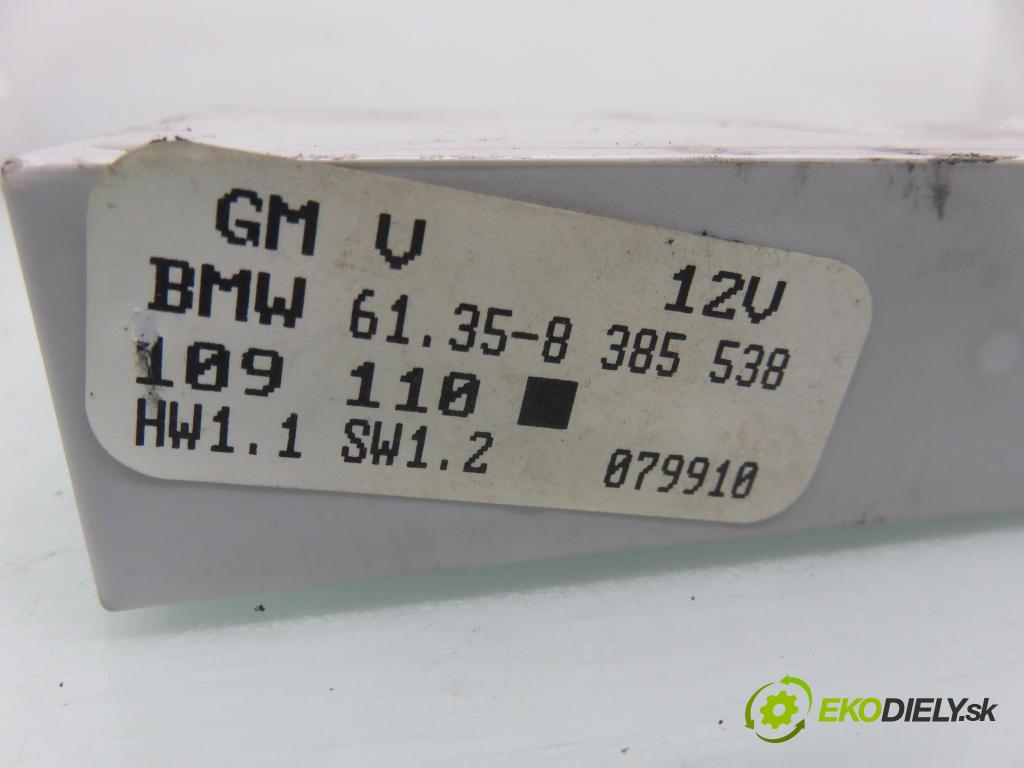 GM V 12V
BMW 61.35-8 385 538
109 110
HW1.1 SW1.2 079910
EKODIELY.sk